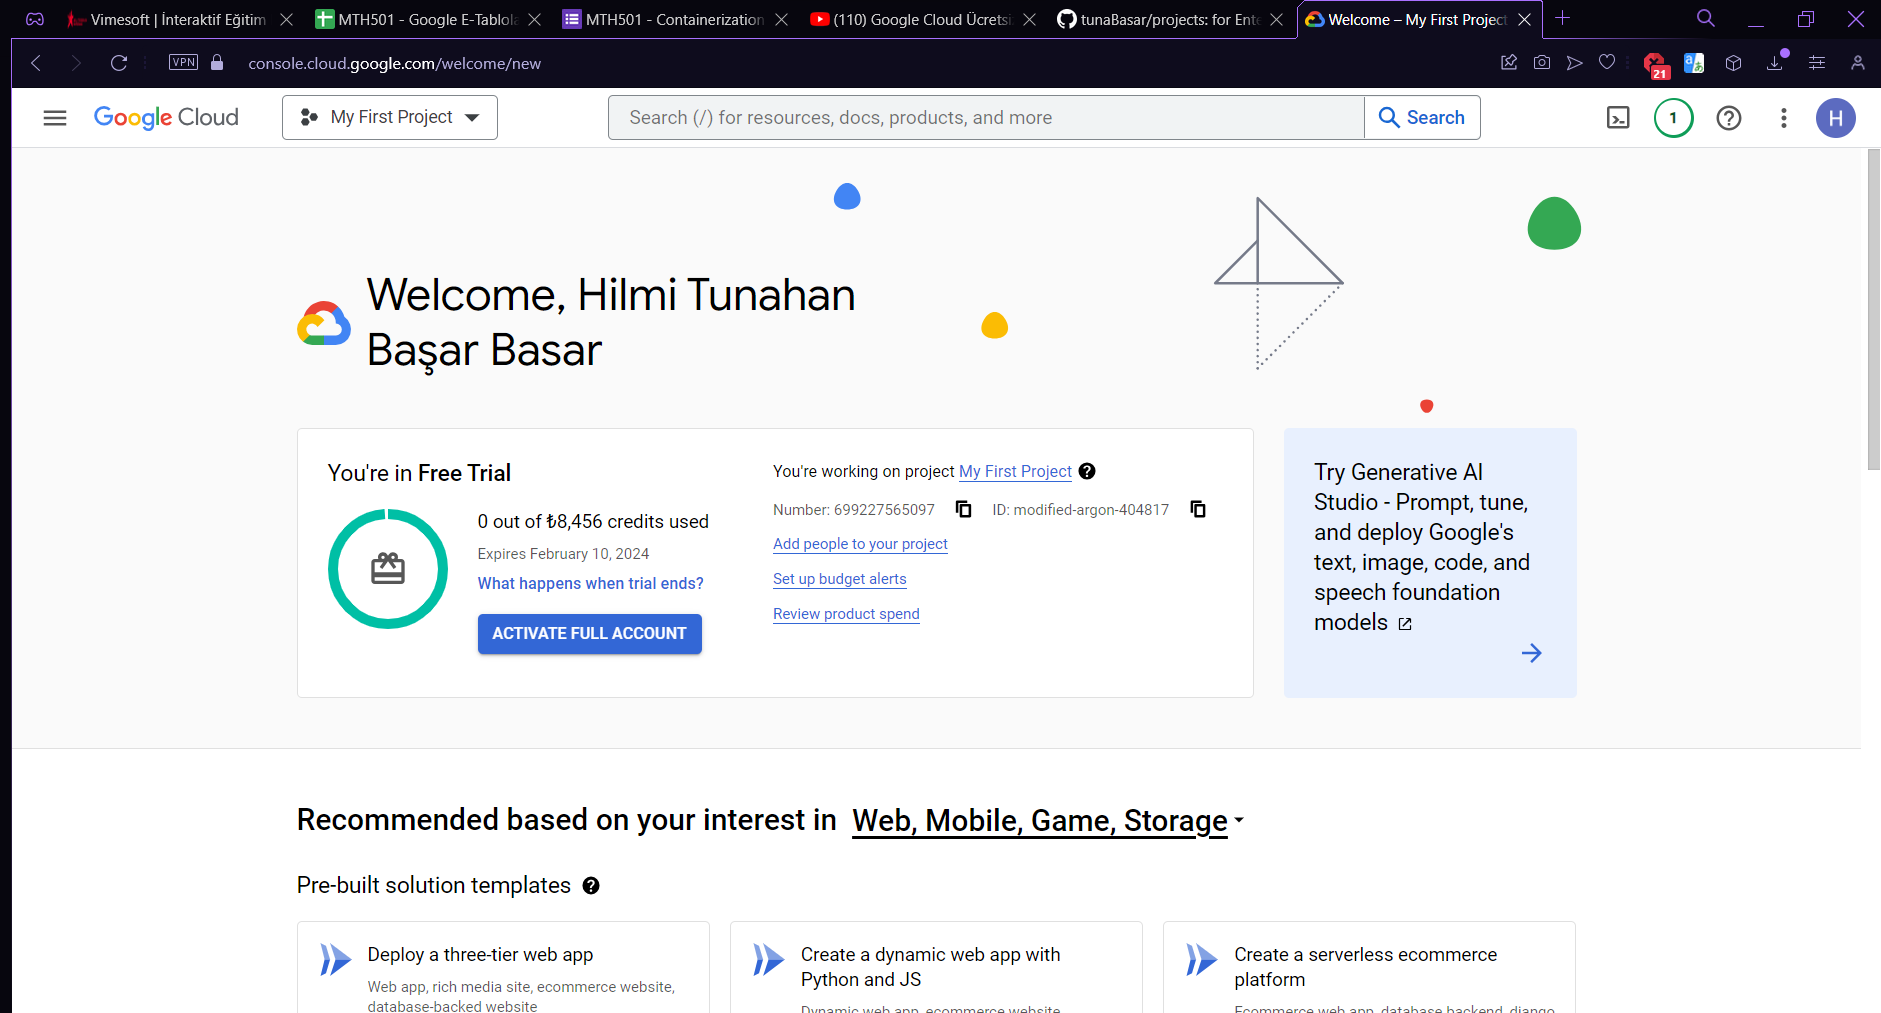 Vimesoft | İnteraktif Eğitim
MTH501 - Google E-Tablola
MTH501 - Containerization
(110) Google Cloud Ücretsi
tunaBasar/projects: for Ente
Welcome – My First Project
VPN
console.cloud.google.com/welcome/new
21
Google Cloud
My First Project
Search (/) for resources, docs, products, and more
Search
1
H
Welcome, Hilmi Tunahan
Başar Basar
You're in Free Trial
0 out of ₺8,456 credits used
Expires February 10, 2024
What happens when trial ends?
ACTIVATE FULL ACCOUNT
You're working on project My First Project
Number: 699227565097
ID: modified-argon-404817
Add people to your project
Set up budget alerts
Review product spend
Try Generative AI
Studio - Prompt, tune,
and deploy Google's
text, image, code, and
speech foundation
models
Recommended based on your interest in Web, Mobile, Game, Storage
Pre-built solution templates
Deploy a three-tier web app
Web app, rich media site, ecommerce website,
database-backed website
Create a dynamic web app with
Python and JS
Dynamic web app, ecommerce website
Create a serverless ecommerce
platform
Ecommerce web app, database backend, django